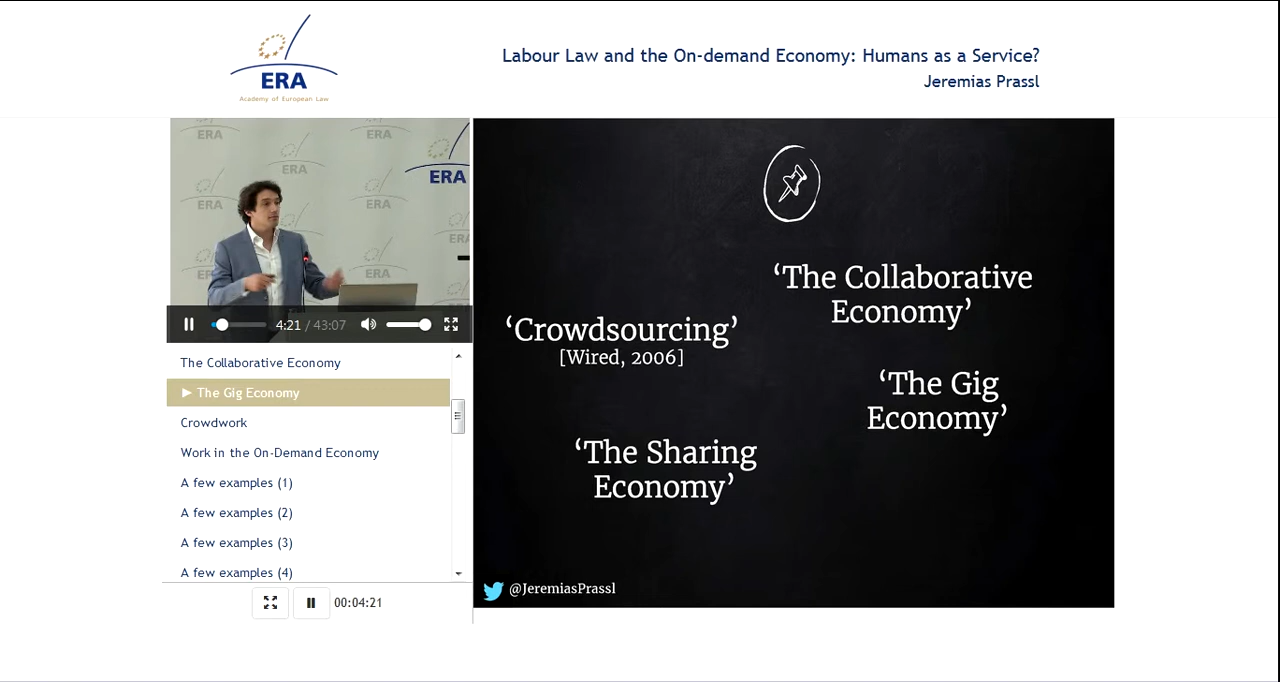 ERA
Academy of European Law
Labour Law and the On-demand Economy: Humans as a Service?
Jeremias Prassl
ERA
ERA
ERA
ERA
ERA
ERA
ERA
ERA
4:21 / 43:07
The Collaborative Economy
► The Gig Economy
Crowdwork
Work in the On-Demand Economy
A few examples (1)
A few examples (2)
A few examples (3)
A few examples (4)
00:04:21
‘The Collaborative
Economy’
‘Crowdsourcing’
[Wired, 2006]
‘The Gig
Economy’
‘The Sharing
Economy’
@JeremiasPrassl